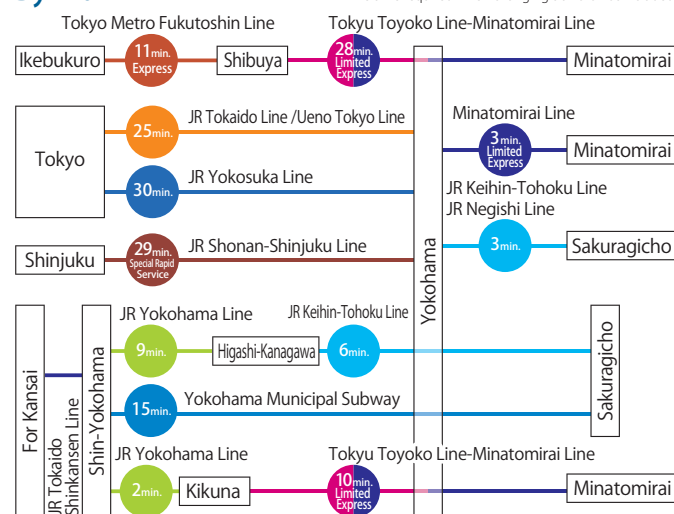 Tokyo Metro Fukutoshin Line
Tokyu Toyoko Line-Minatomirai Line
Ikebukuro
11min.
Express
Shibuya
28min.
Limited
Express
Minatomirai
Tokyo
25min.
JR Tokaido Line /Ueno Tokyo Line
30min.
JR Yokosuka Line
Minatomirai Line
3min.
Limited
Express
Minatomirai
JR Keihin-Tohoku Line
JR Negishi Line
3min.
Sakuragicho
Shinjuku
29min.
Special Rapid
Service
JR Shonan-Shinjuku Line
Yokohama
For Kansai
JR Tokaido
Shinkansen Line
Shin-Yokohama
JR Yokohama Line
9min.
Higashi-Kanagawa
JR Keihin-Tohoku Line
6min.
15min.
Yokohama Municipal Subway
Sakuragicho
JR Yokohama Line
2min.
Kikuna
Tokyu Toyoko Line-Minatomirai Line
10min.
Limited
Express
Minatomirai